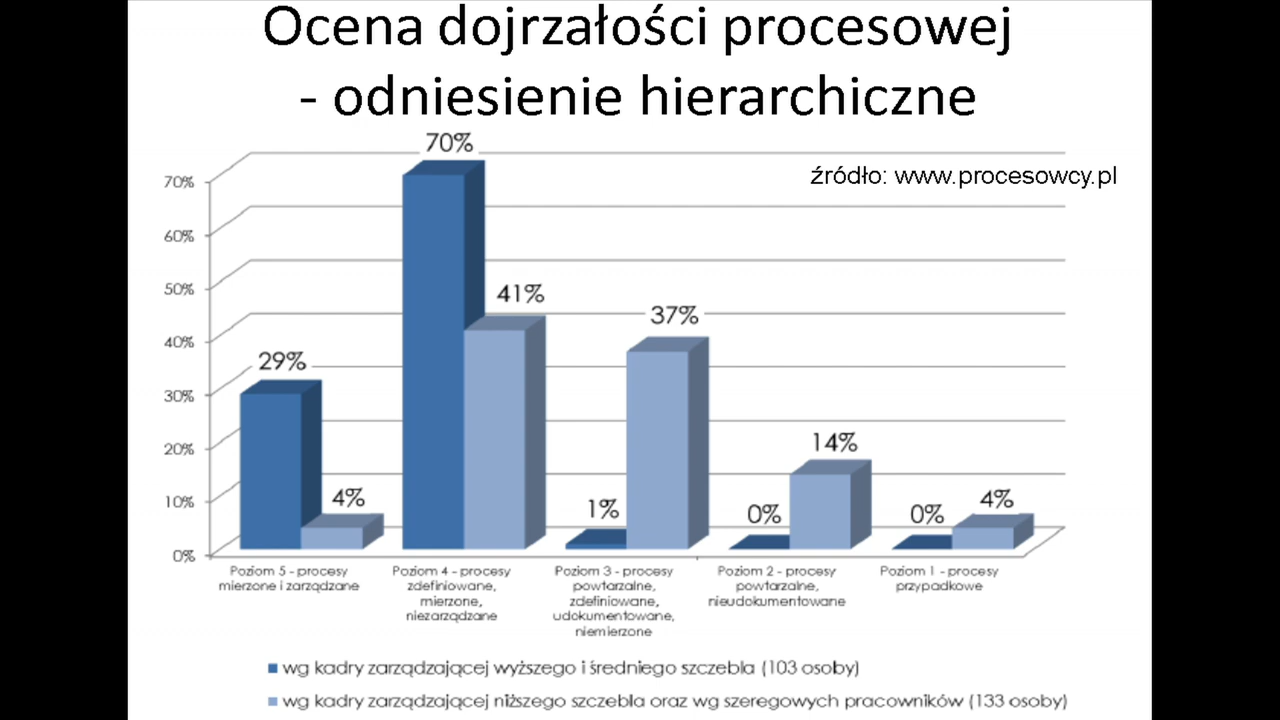 Ocena dojrzałości procesowej
- odniesienie hierarchiczne
źródło: www.procesowcy.pl
70%
60%
50%
40%
30%
20%
10%
0%
29%
4%
70%
41%
1%
37%
0%
14%
0%
4%
Poziom 5 - procesy
mierzone i zarządzane
Poziom 4 - procesy
zdefiniowane,
mierzone,
niezarządzane
Poziom 3 - procesy
powtarzalne,
zdefiniowane,
udokumentowane,
niemierzone
Poziom 2 - procesy
powtarzalne,
nieudokumentowane
Poziom 1 - procesy
przypadkowe
wg kadry zarządzającej wyższego i średniego szczebla (103 osoby)
wg kadry zarządzającej niższego szczebla oraz wg szeregowych pracowników (133 osoby)